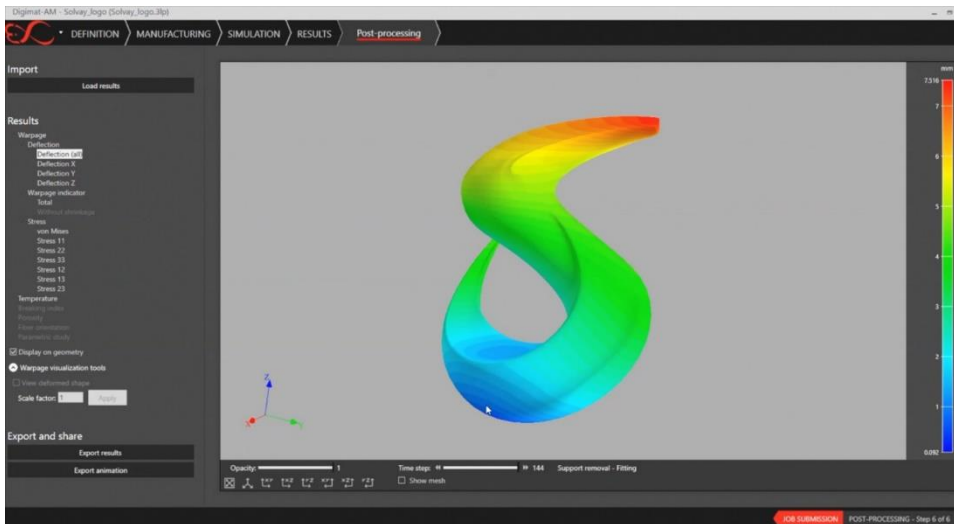 Digimat-AM - Solvay_logo (Solvay_logo.3lp)
DEFINITION MANUFACTURING SIMULATION RESULTS Post-processing
Import
Load results
Results
Warpage
Deflection
Deflection (all)
Deflection X
Deflection Y
Deflection Z
Warpage indicator
Total
Without shrinkage
Stress
von Mises
Stress 11
Stress 22
Stress 33
Stress 12
Stress 13
Stress 23
Temperature
Breaking index
Porosity
Fiber orientation
Parametric study
Display on geometry
Warpage visualization tools
View deformed shape
Scale factor: 1 Apply
Export and share
Export results
Export animation
mm
7.516
7
6
5
4
3
2
1
0.092
Z
X
Y
Opacity: 1 Time step: 144 Support removal - Fitting
Show mesh
JOB SUBMISSION POST-PROCESSING - Step 6 of 6